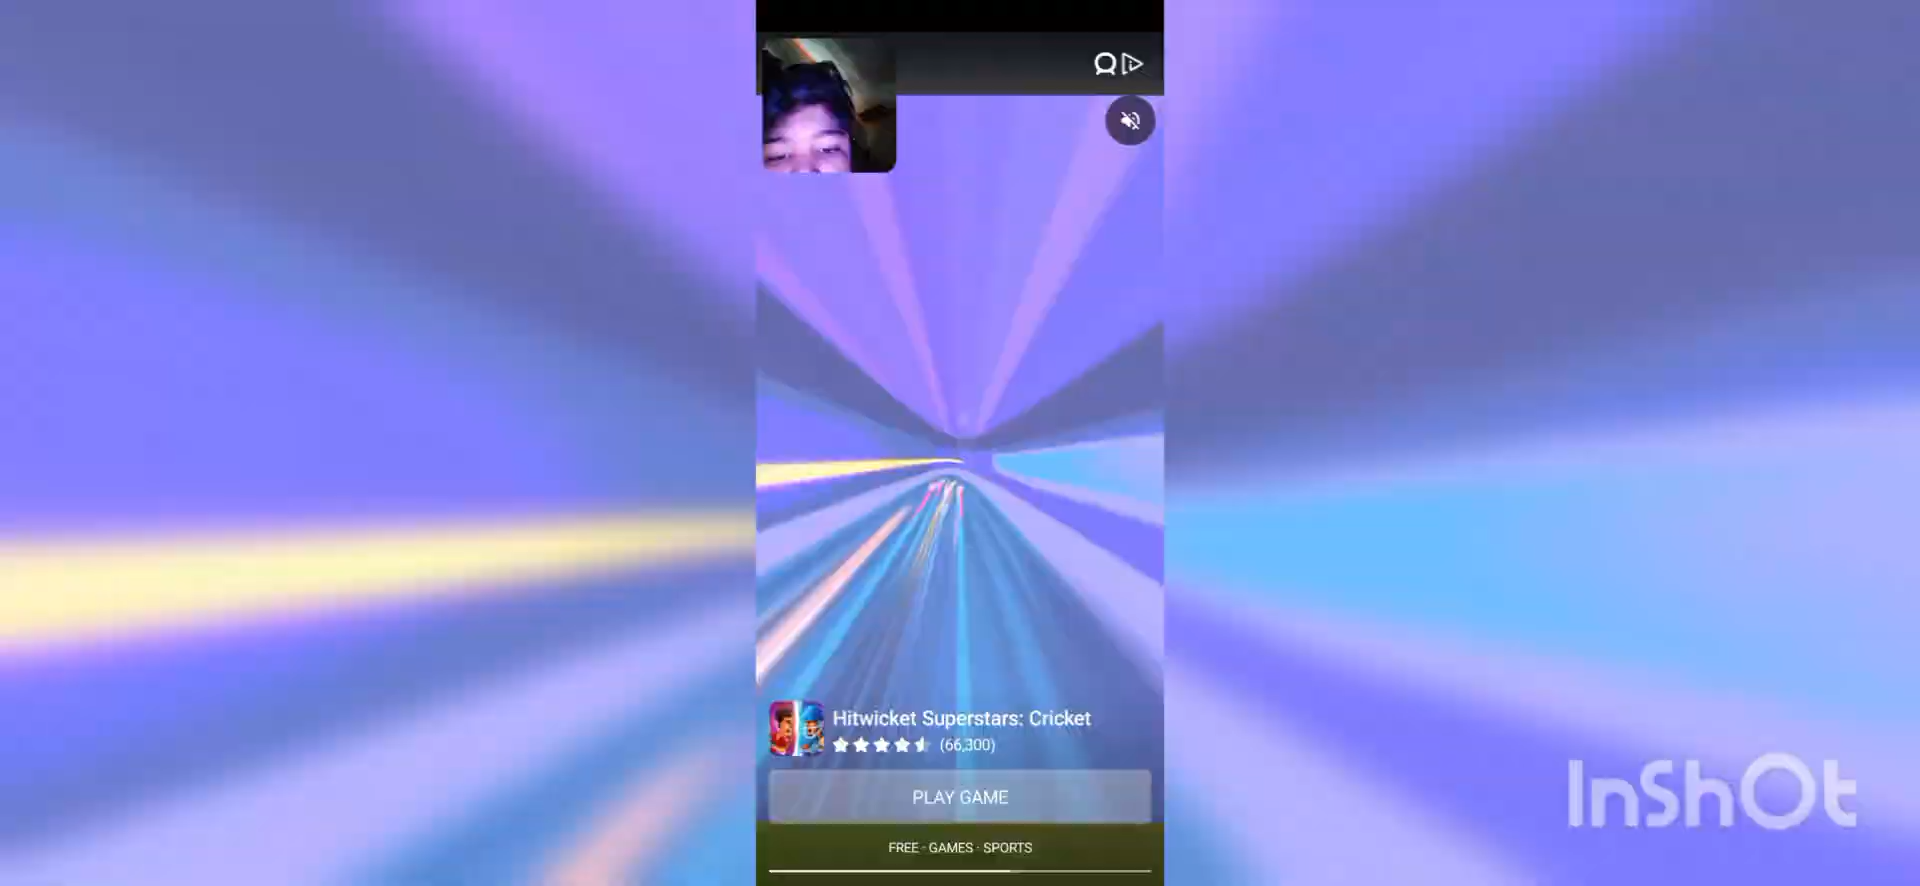 Hitwicket Superstars: Cricket
(66,300)
PLAY GAME
FREE · GAMES · SPORTS
InShOt